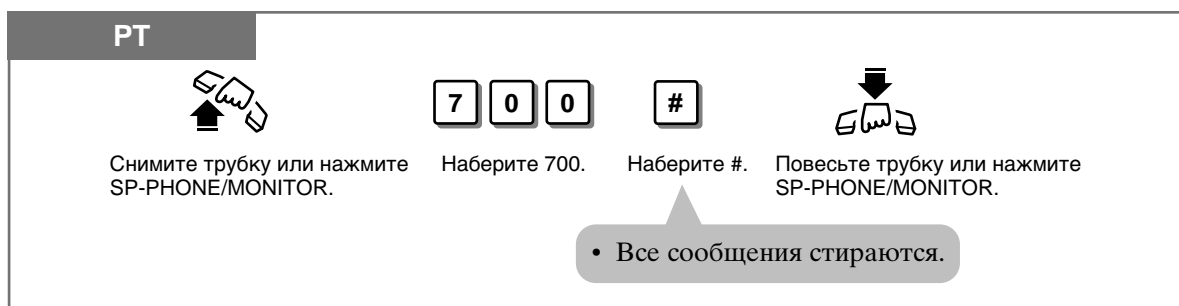 РТ
7 0 0 #
Снимите трубку или нажмите
SP-PHONE/MONITOR.
Наберите 700.
Наберите #.
Повесьте трубку или нажмите
SP-PHONE/MONITOR.
• Все сообщения стираются.